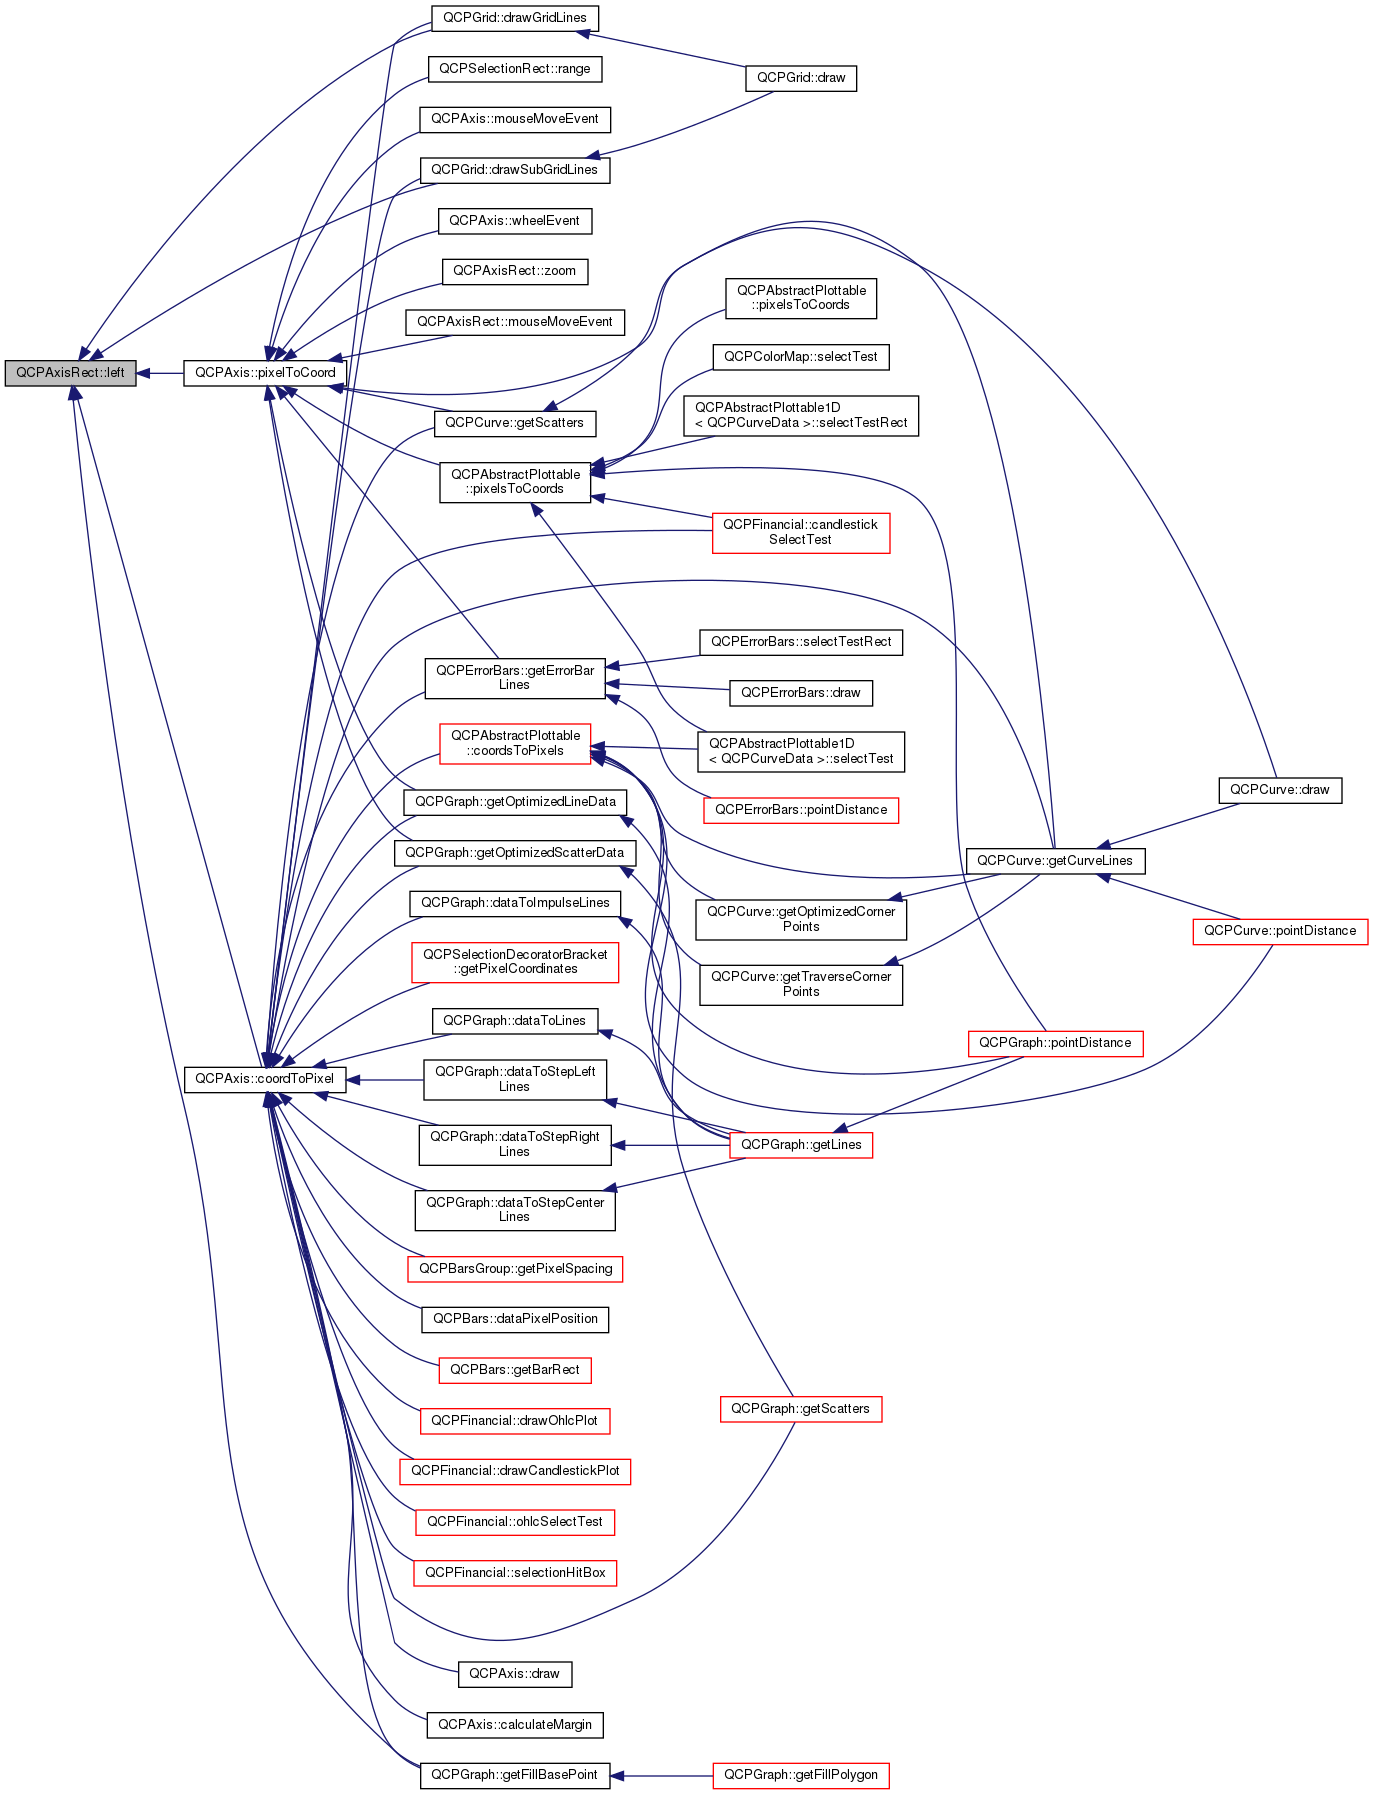 QCPGrid::drawGridLines
QCPSelectionRect::range
QCPGrid::draw
QCPAxis::mouseMoveEvent
QCPGrid::drawSubGridLines
QCPAxis::wheelEvent
QCPAxisRect::zoom
QCPAbstractPlottable
::pixelsToCoords
QCPAxisRect::mouseMoveEvent
QCPColorMap::selectTest
QCPAxisRect::left
QCPAxis::pixelToCoord
QCPAbstractPlottable1D
< QCPCurveData >::selectTestRect
QCPCurve::getScatters
QCPAbstractPlottable
::pixelsToCoords
QCPFinancial::candlestick
SelectTest
QCPErrorBars::selectTestRect
QCPErrorBars::getErrorBar
Lines
QCPErrorBars::draw
QCPAbstractPlottable
::coordsToPixels
QCPAbstractPlottable1D
< QCPCurveData >::selectTest
QCPCurve::draw
QCPGraph::getOptimizedLineData
QCPErrorBars::pointDistance
QCPGraph::getOptimizedScatterData
QCPCurve::getCurveLines
QCPGraph::dataToImpulseLines
QCPCurve::getOptimizedCorner
Points
QCPCurve::pointDistance
QCPSelectionDecoratorBracket
::getPixelCoordinates
QCPCurve::getTraverseCorner
Points
QCPGraph::dataToLines
QCPGraph::pointDistance
QCPAxis::coordToPixel
QCPGraph::dataToStepLeft
Lines
QCPGraph::dataToStepRight
Lines
QCPGraph::getLines
QCPGraph::dataToStepCenter
Lines
QCPBarsGroup::getPixelSpacing
QCPBars::dataPixelPosition
QCPBars::getBarRect
QCPGraph::getScatters
QCPFinancial::drawOhlcPlot
QCPFinancial::drawCandlestickPlot
QCPFinancial::ohlcSelectTest
QCPFinancial::selectionHitBox
QCPAxis::draw
QCPAxis::calculateMargin
QCPGraph::getFillBasePoint
QCPGraph::getFillPolygon